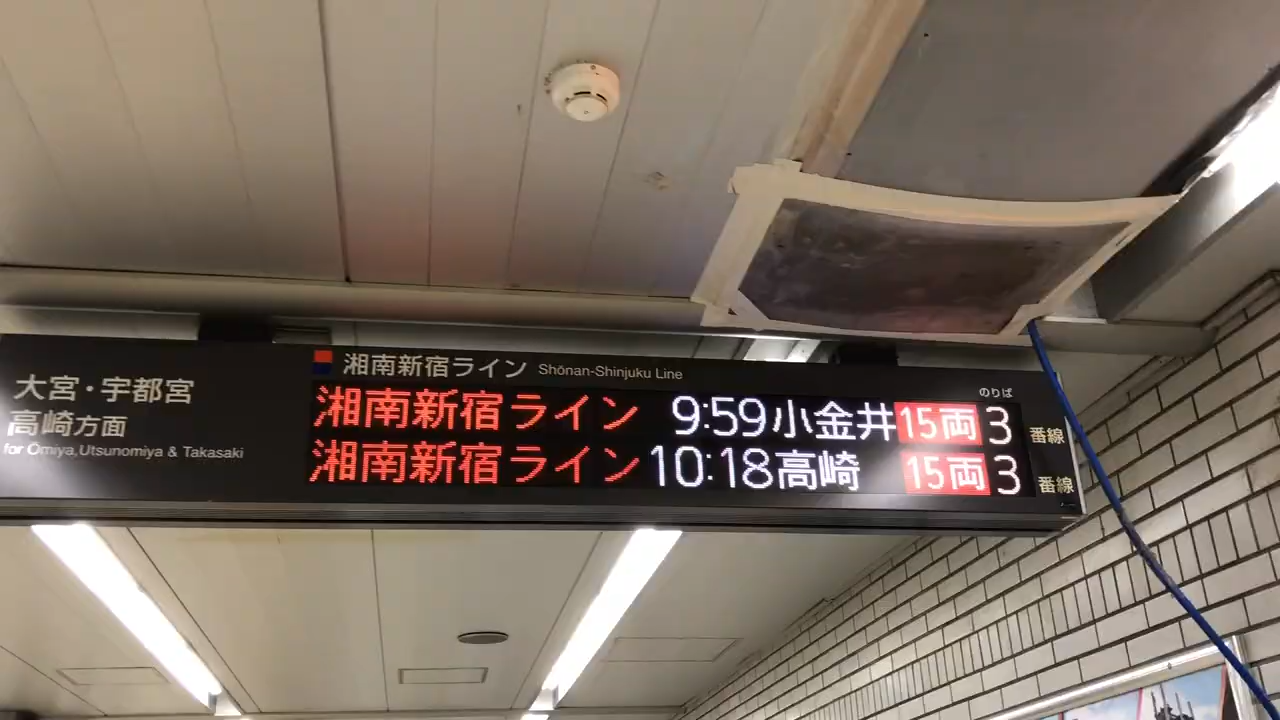 大宮・宇都宮
高崎方面
for Omiya,Utsunomiya & Takasaki
湘南新宿ライン Shōnan-Shinjuku Line
のりば
湘南新宿ライン 9:59 小金井 15両 3 番線
湘南新宿ライン 10:18 高崎 15両 3 番線